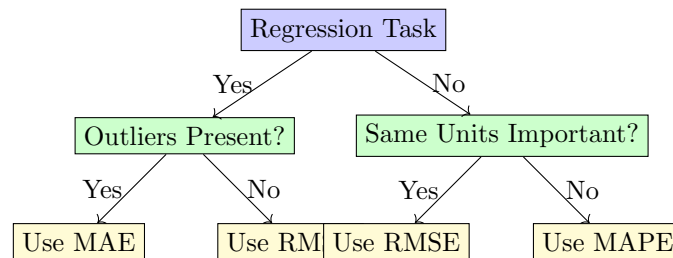 Regression Task
Yes
No
Outliers Present?
Same Units Important?
Yes
No
Yes
No
Use MAE
Use RMS
Use RMSE
Use MAPE